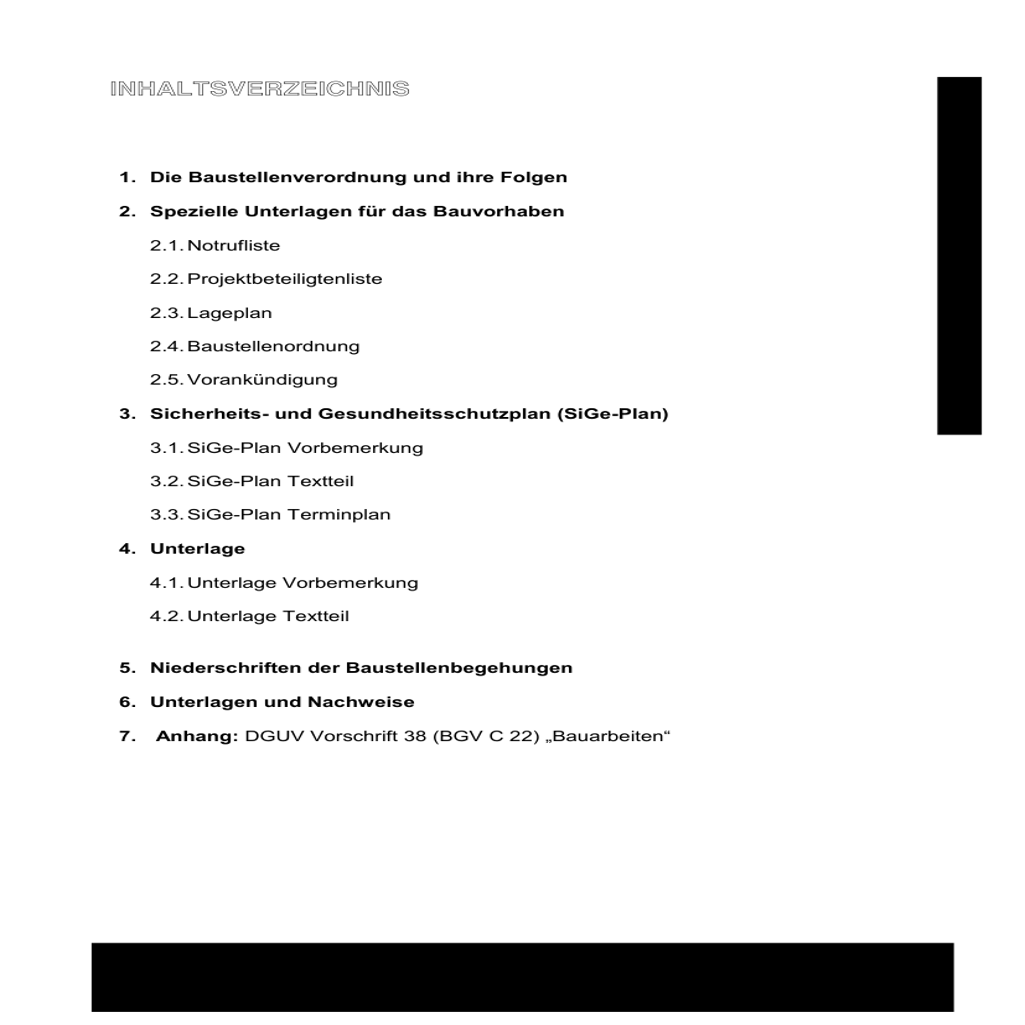 INHALTSVERZEICHNIS
1. Die Baustellenverordnung und ihre Folgen
2. Spezielle Unterlagen für das Bauvorhaben
2.1. Notrufliste
2.2. Projektbeteiligtenliste
2.3. Lageplan
2.4. Baustellenordnung
2.5. Vorankündigung
3. Sicherheits- und Gesundheitsschutzplan (SiGe-Plan)
3.1. SiGe-Plan Vorbemerkung
3.2. SiGe-Plan Textteil
3.3. SiGe-Plan Terminplan
4. Unterlage
4.1. Unterlage Vorbemerkung
4.2. Unterlage Textteil
5. Niederschriften der Baustellenbegehungen
6. Unterlagen und Nachweise
7. Anhang: DGUV Vorschrift 38 (BGV C 22) „Bauarbeiten“